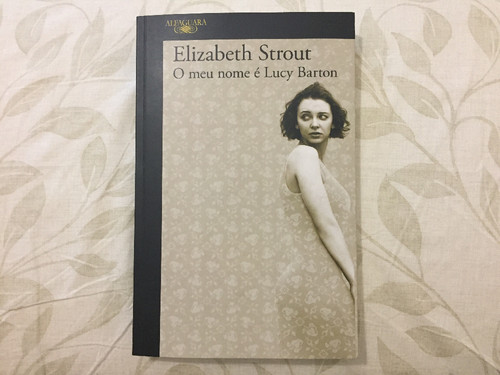 ALFAGUARA
Elizabeth Strout
O meu nome é Lucy Barton